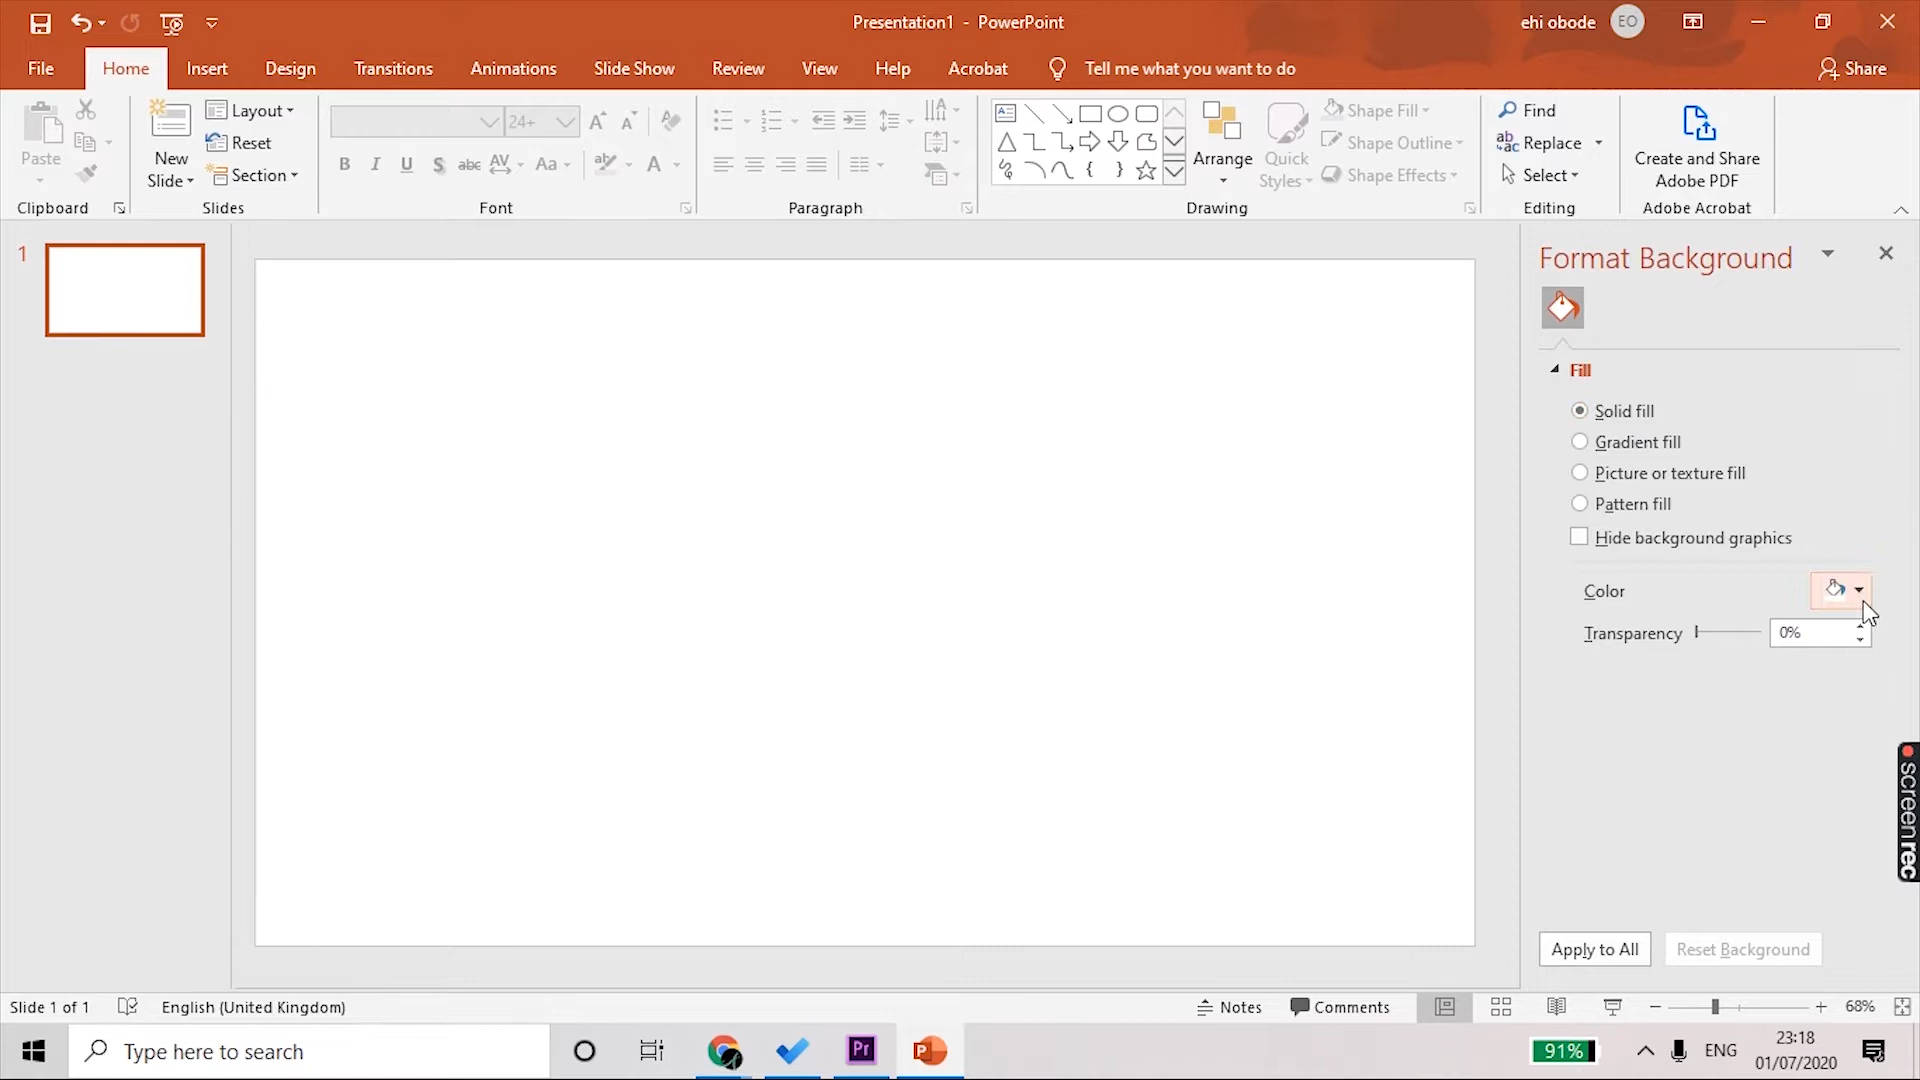 Presentation1 - PowerPoint
ehi obode
EO
File
Home
Insert
Design
Transitions
Animations
Slide Show
Review
View
Help
Acrobat
Tell me what you want to do
Share
Paste
New
Slide
Layout
Reset
Section
24+
B I U S abc AV Aa A
Arrange
Quick
Styles
Shape Fill
Shape Outline
Shape Effects
Find
Replace
Select
Create and Share
Adobe PDF
Clipboard
Slides
Font
Paragraph
Drawing
Editing
Adobe Acrobat
1
Format Background
Fill
Solid fill
Gradient fill
Picture or texture fill
Pattern fill
Hide background graphics
Color
Transparency
0%
screenrec
Apply to All
Reset Background
Slide 1 of 1
English (United Kingdom)
Notes
Comments
68%
Type here to search
Pr
P
91%
ENG
23:18
01/07/2020